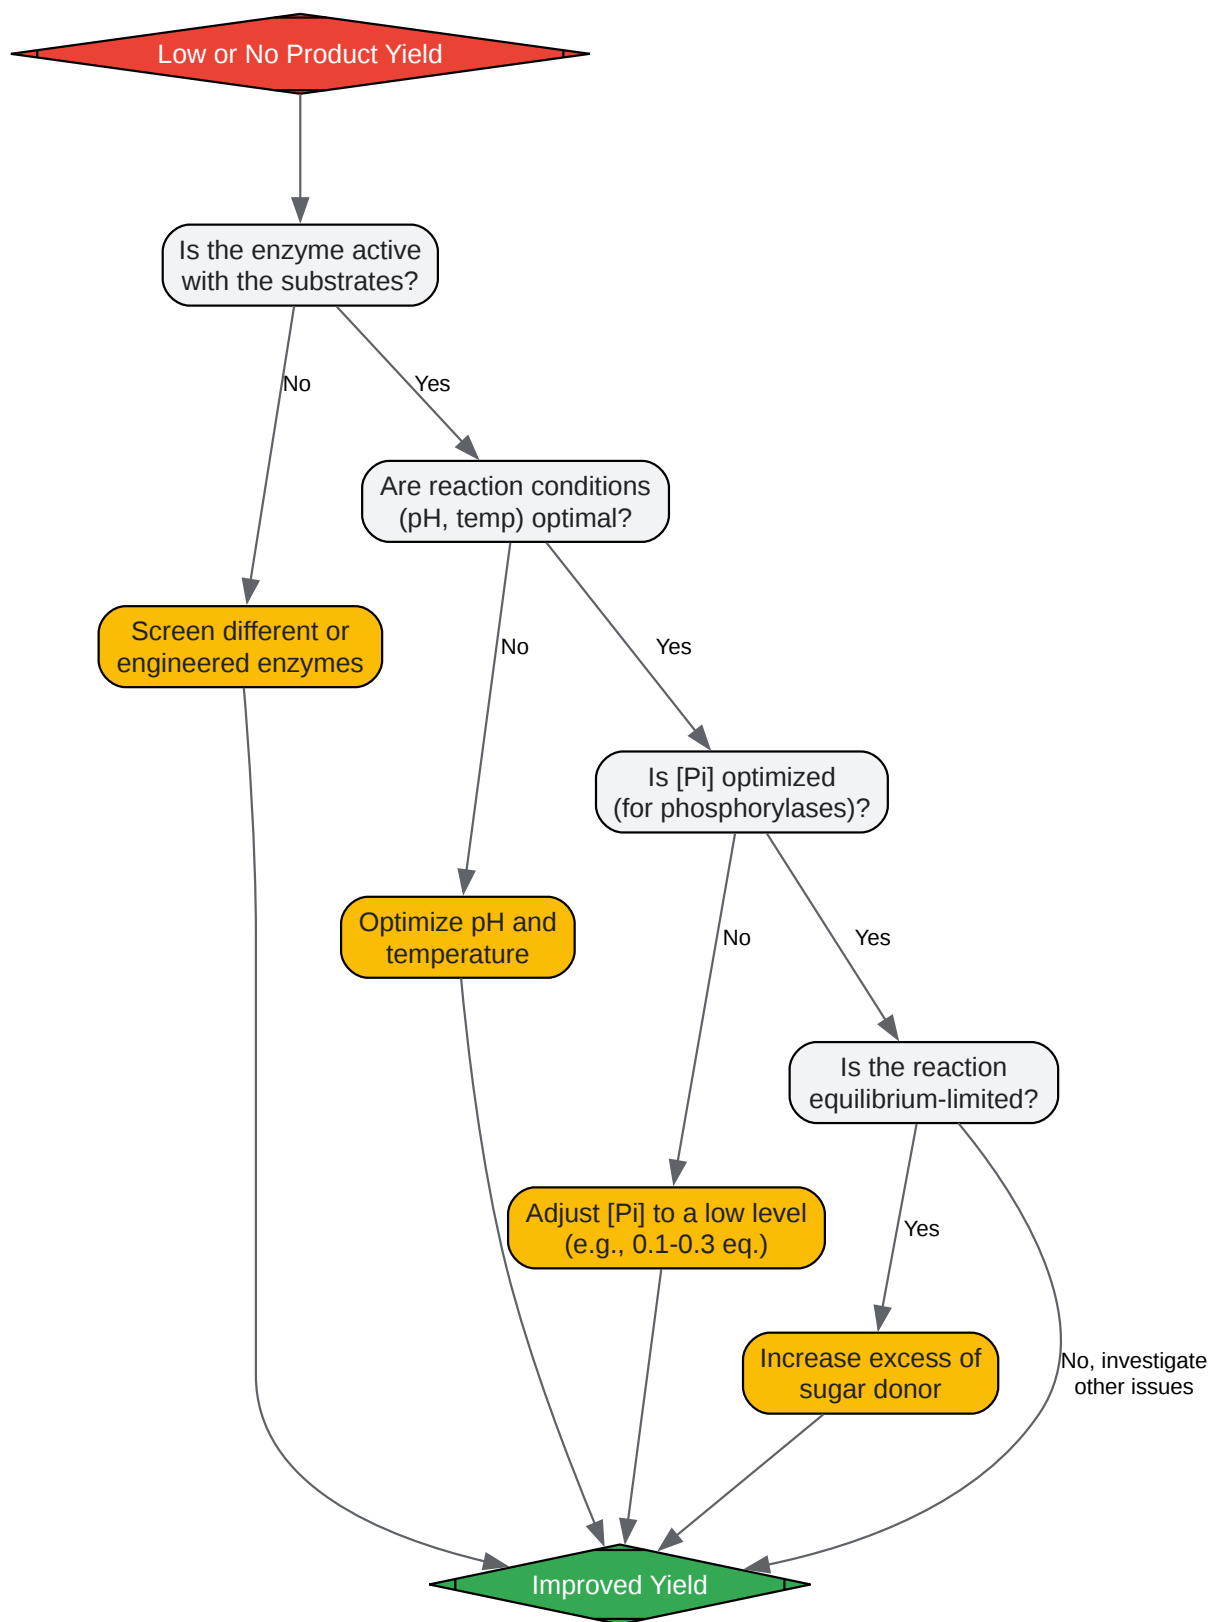 Low or No Product Yield
Is the enzyme active
with the substrates?
No
Yes
Are reaction conditions
(pH, temp) optimal?
Screen different or
engineered enzymes
No
Yes
Is [Pi] optimized
(for phosphorylases)?
Optimize pH and
temperature
No
Yes
Is the reaction
equilibrium-limited?
Adjust [Pi] to a low level
(e.g., 0.1-0.3 eq.)
Yes
Increase excess of
sugar donor
No, investigate
other issues
Improved Yield